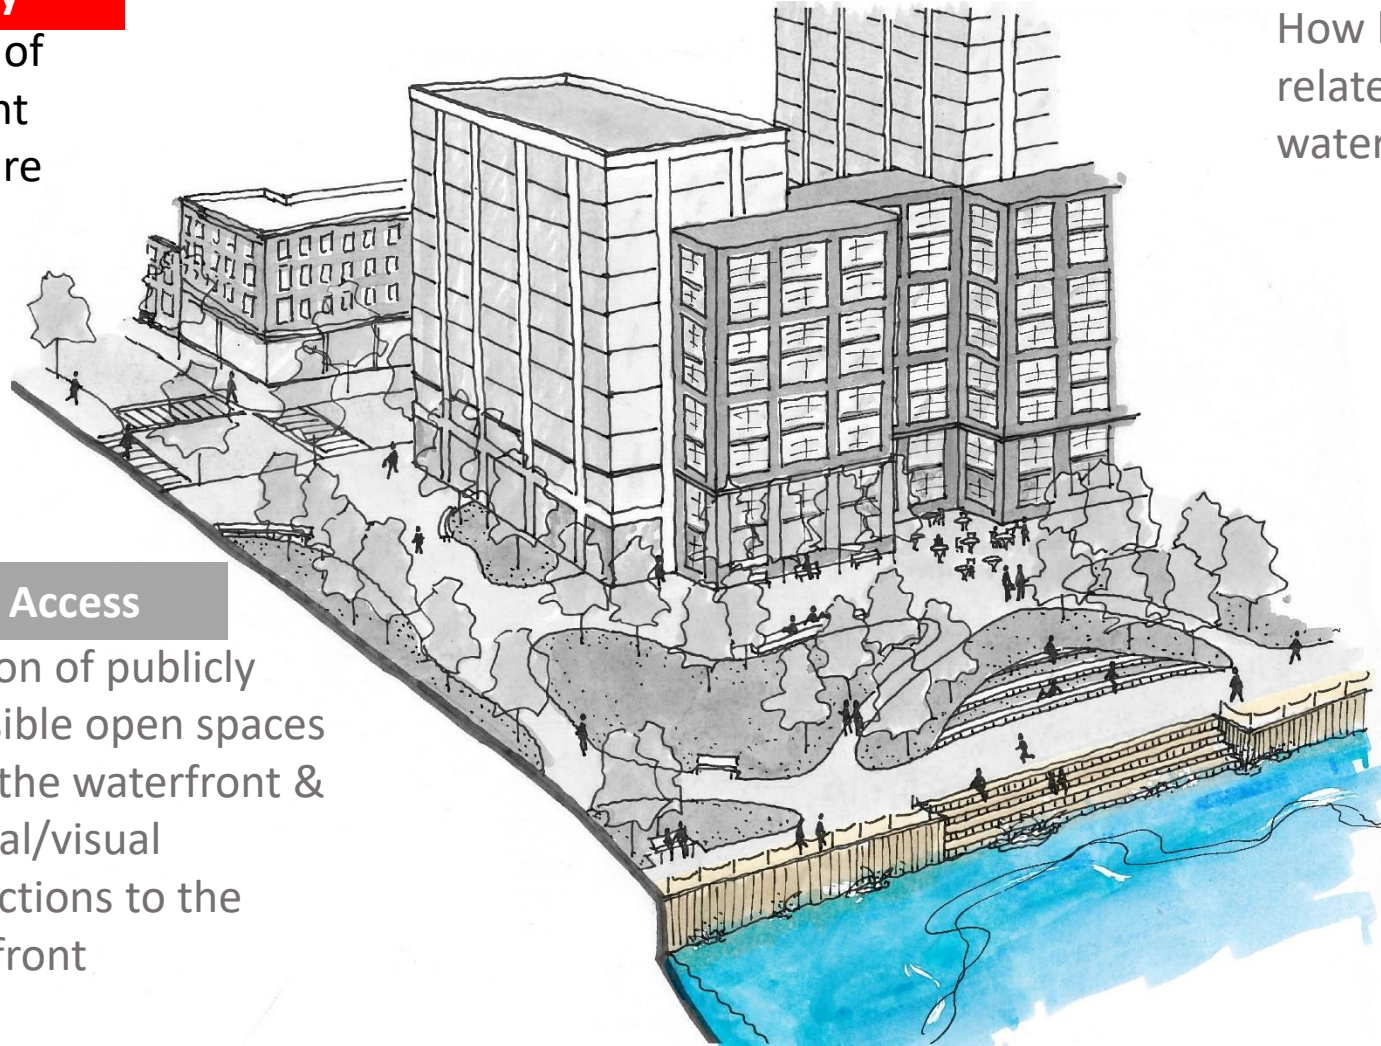 y
of
nt
re
How
relate
water
Access
on of publicly
sible open spaces
the waterfront &
al/visual
ctions to the
front